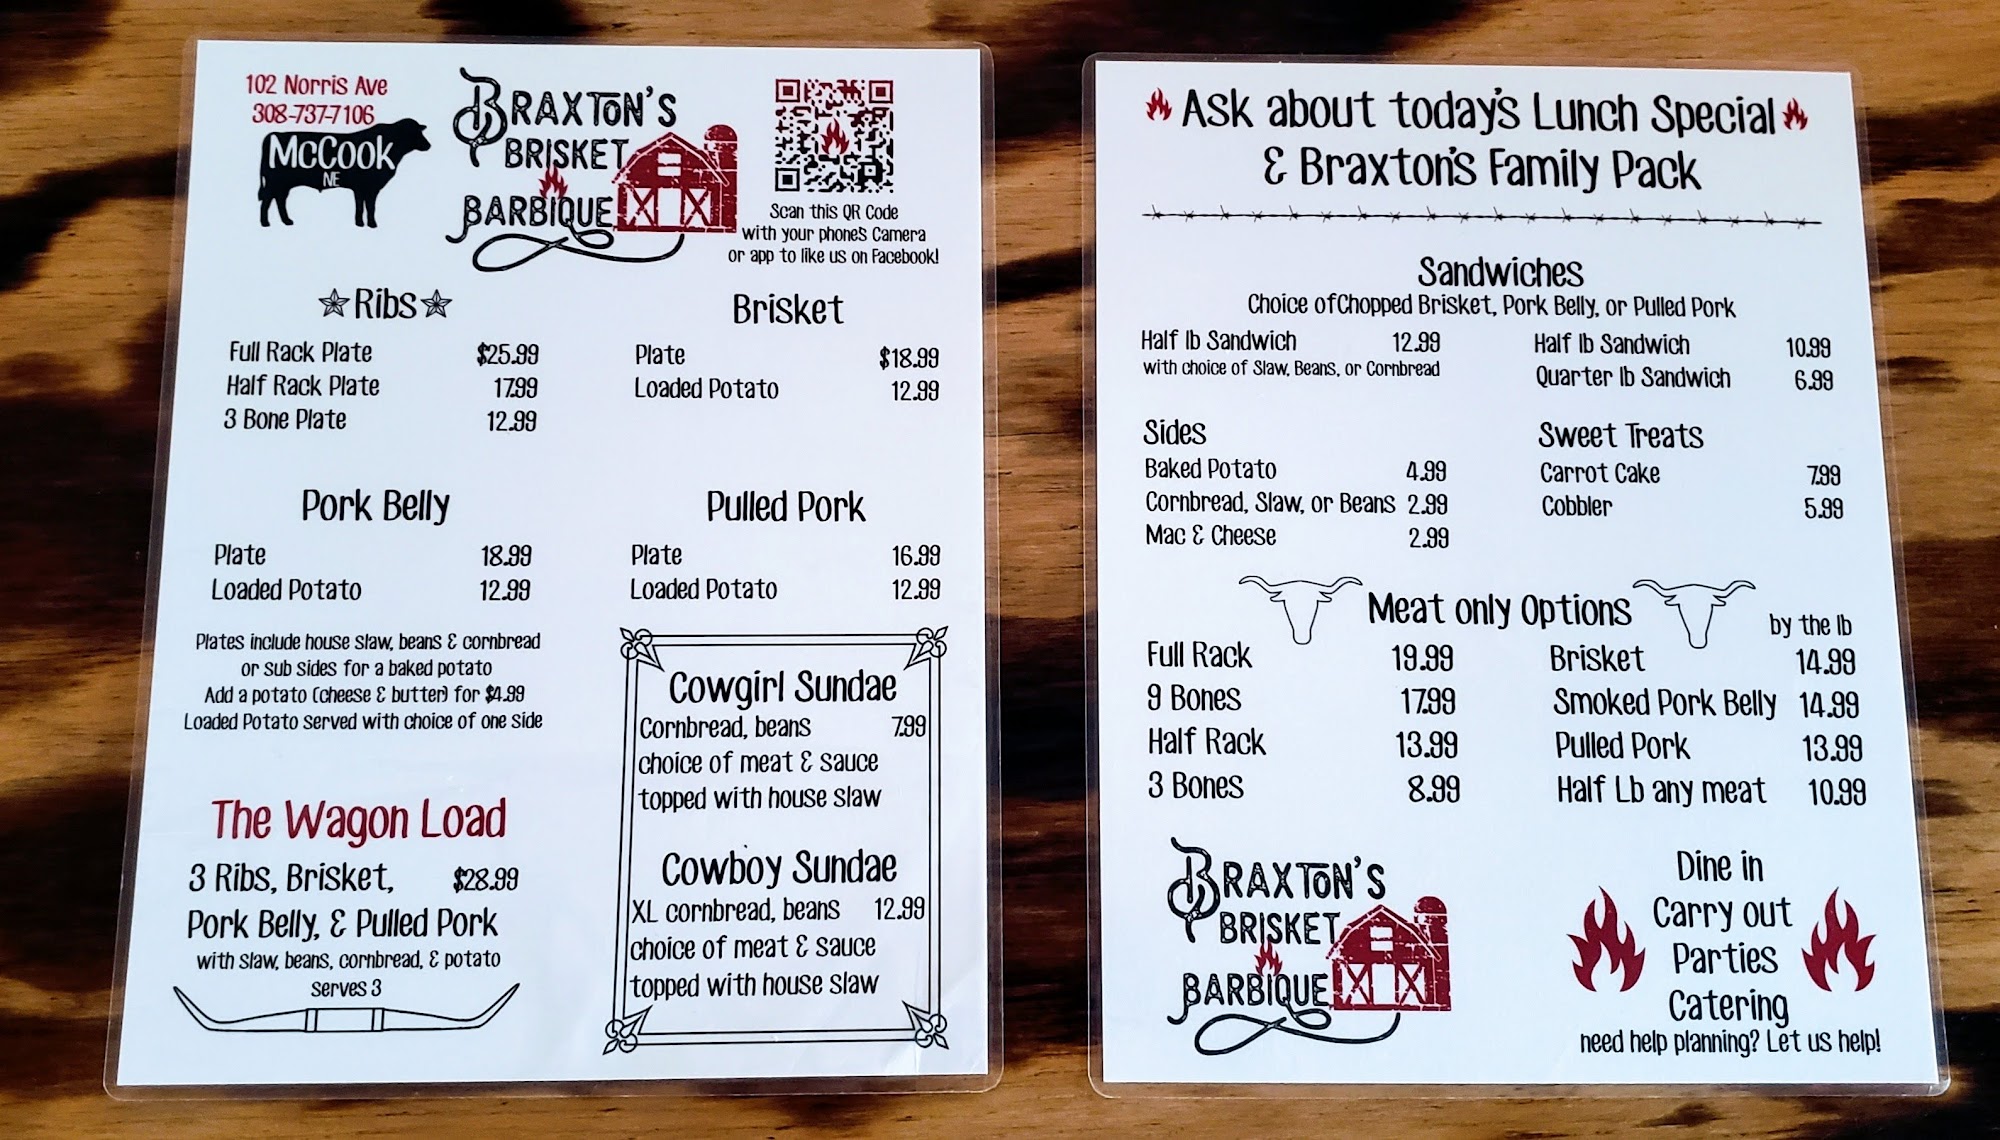 102 Norris Ave
308-737-7106
McCook
NE
BRAXTON'S
BRISKET
BARBIQUE
Scan this QR Code
with your phone's Camera
or app to like us on Facebook!
Ribs
Full Rack Plate $25.99
Half Rack Plate 17.99
3 Bone Plate 12.99
Brisket
Plate $18.99
Loaded Potato 12.99
Pork Belly
Plate 18.99
Loaded Potato 12.99
Pulled Pork
Plate 16.99
Loaded Potato 12.99
Plates include house slaw, beans & cornbread
or sub sides for a baked potato
Add a potato (cheese & butter) for $4.99
Loaded Potato served with choice of one side
The Wagon Load
3 Ribs, Brisket, $28.99
Pork Belly, & Pulled Pork
with slaw, beans, cornbread, & potato
serves 3
Cowgirl Sundae
Cornbread, beans 7.99
choice of meat & sauce
topped with house slaw
Cowboy Sundae
XL cornbread, beans 12.99
choice of meat & sauce
topped with house slaw
Ask about today's Lunch Special
& Braxton's Family Pack
Sandwiches
Choice ofChopped Brisket, Pork Belly, or Pulled Pork
Half lb Sandwich 12.99
with choice of Slaw, Beans, or Cornbread
Half lb Sandwich 10.99
Quarter lb Sandwich 6.99
Sides
Baked Potato 4.99
Cornbread, Slaw, or Beans 2.99
Mac & Cheese 2.99
Sweet Treats
Carrot Cake 7.99
Cobbler 5.99
Meat only Options
Full Rack 19.99
9 Bones 17.99
Half Rack 13.99
3 Bones 8.99
by the lb
Brisket 14.99
Smoked Pork Belly 14.99
Pulled Pork 13.99
Half Lb any meat 10.99
BRAXTON'S
BRISKET
BARBIQUE
Dine in
Carry out
Parties
Catering
need help planning? Let us help!